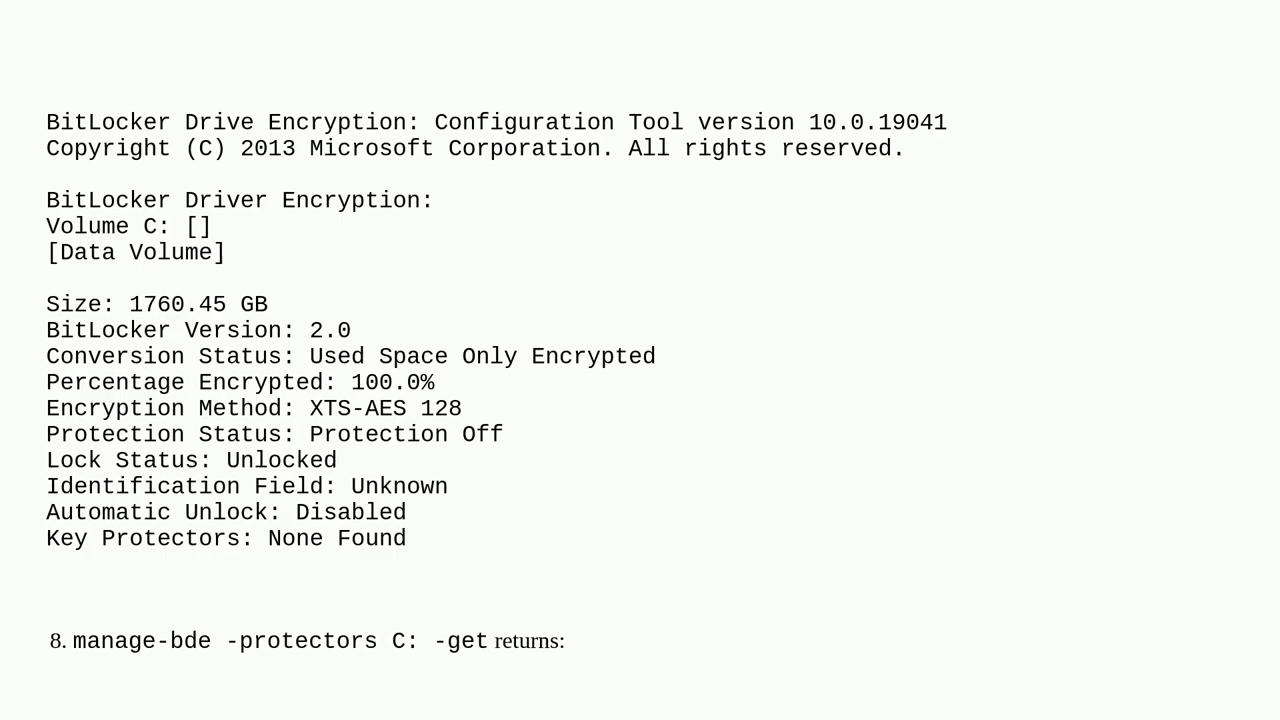 BitLocker Drive Encryption: Configuration Tool version 10.0.19041
Copyright (C) 2013 Microsoft Corporation. All rights reserved.
BitLocker Driver Encryption:
Volume C: []
[Data Volume]
Size: 1760.45 GB
BitLocker Version: 2.0
Conversion Status: Used Space Only Encrypted
Percentage Encrypted: 100.0%
Encryption Method: XTS-AES 128
Protection Status: Protection Off
Lock Status: Unlocked
Identification Field: Unknown
Automatic Unlock: Disabled
Key Protectors: None Found
8. manage-bde -protectors C: -get returns: